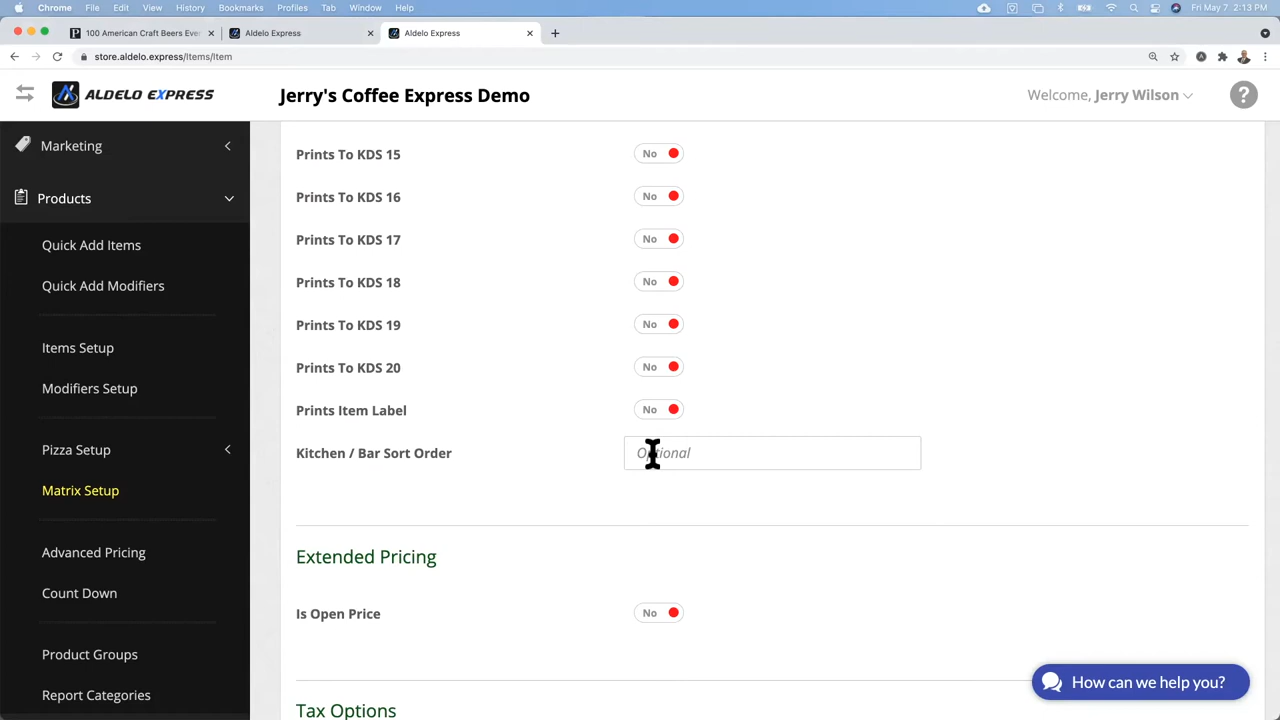 Chrome File Edit View History Bookmarks Profiles Tab Window Help Fri May 7 2:13 PM
100 American Craft Beers Eve
Aldelo Express
Aldelo Express
store.aldelo.express/Items/Item
ALDELO EXPRESS
Jerry's Coffee Express Demo
Welcome, Jerry Wilson
?
Marketing
Products
Quick Add Items
Quick Add Modifiers
Items Setup
Modifiers Setup
Pizza Setup
Matrix Setup
Advanced Pricing
Count Down
Product Groups
Report Categories
Prints To KDS 15 No
Prints To KDS 16 No
Prints To KDS 17 No
Prints To KDS 18 No
Prints To KDS 19 No
Prints To KDS 20 No
Prints Item Label No
Kitchen / Bar Sort Order Optional
Extended Pricing
Is Open Price No
Tax Options
How can we help you?